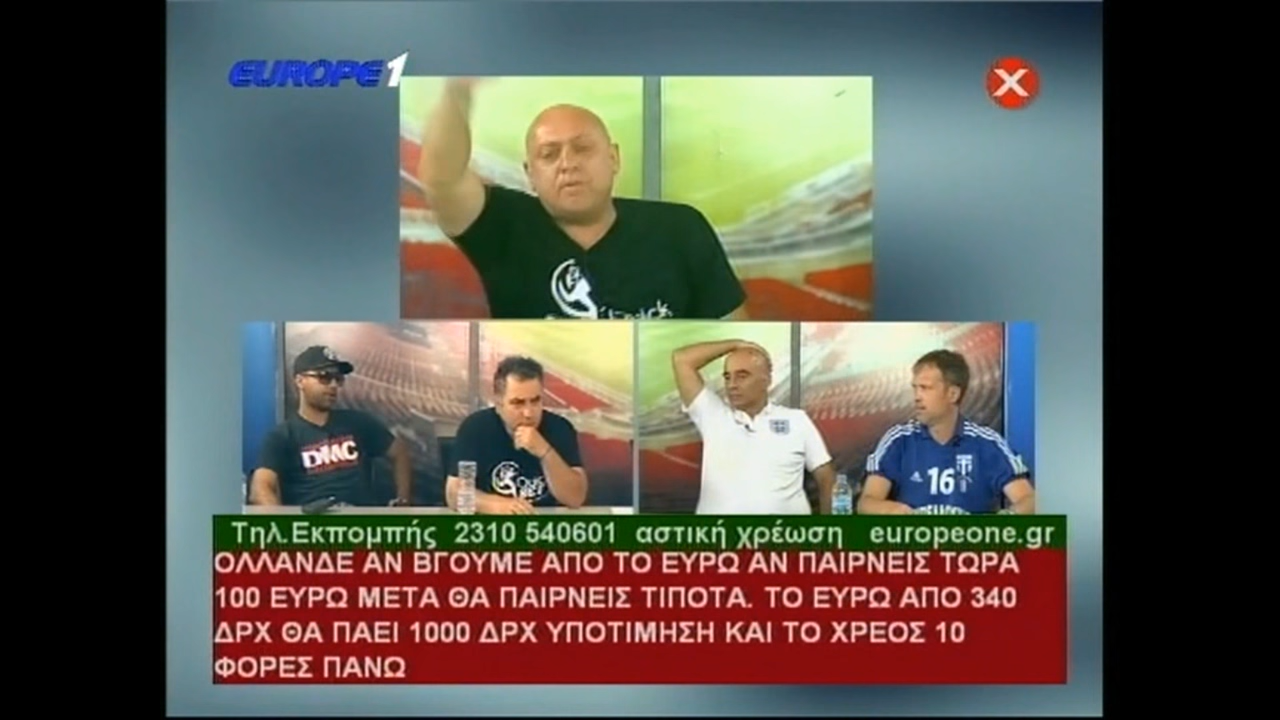 EUROPE 1
X
DMC
16
Τηλ.Εκπομπής 2310 540601 αστική χρέωση europeone.gr
ΟΛΛΑΝΔΕ ΑΝ ΒΓΟΥΜΕ ΑΠΟ ΤΟ ΕΥΡΩ ΑΝ ΠΑΙΡΝΕΙΣ ΤΩΡΑ
100 ΕΥΡΩ ΜΕΤΑ ΘΑ ΠΑΙΡΝΕΙΣ ΤΙΠΟΤΑ. ΤΟ ΕΥΡΩ ΑΠΟ 340
ΔΡΧ ΘΑ ΠΑΕΙ 1000 ΔΡΧ ΥΠΟΤΙΜΗΣΗ ΚΑΙ ΤΟ ΧΡΕΟΣ 10
ΦΟΡΕΣ ΠΑΝΩ